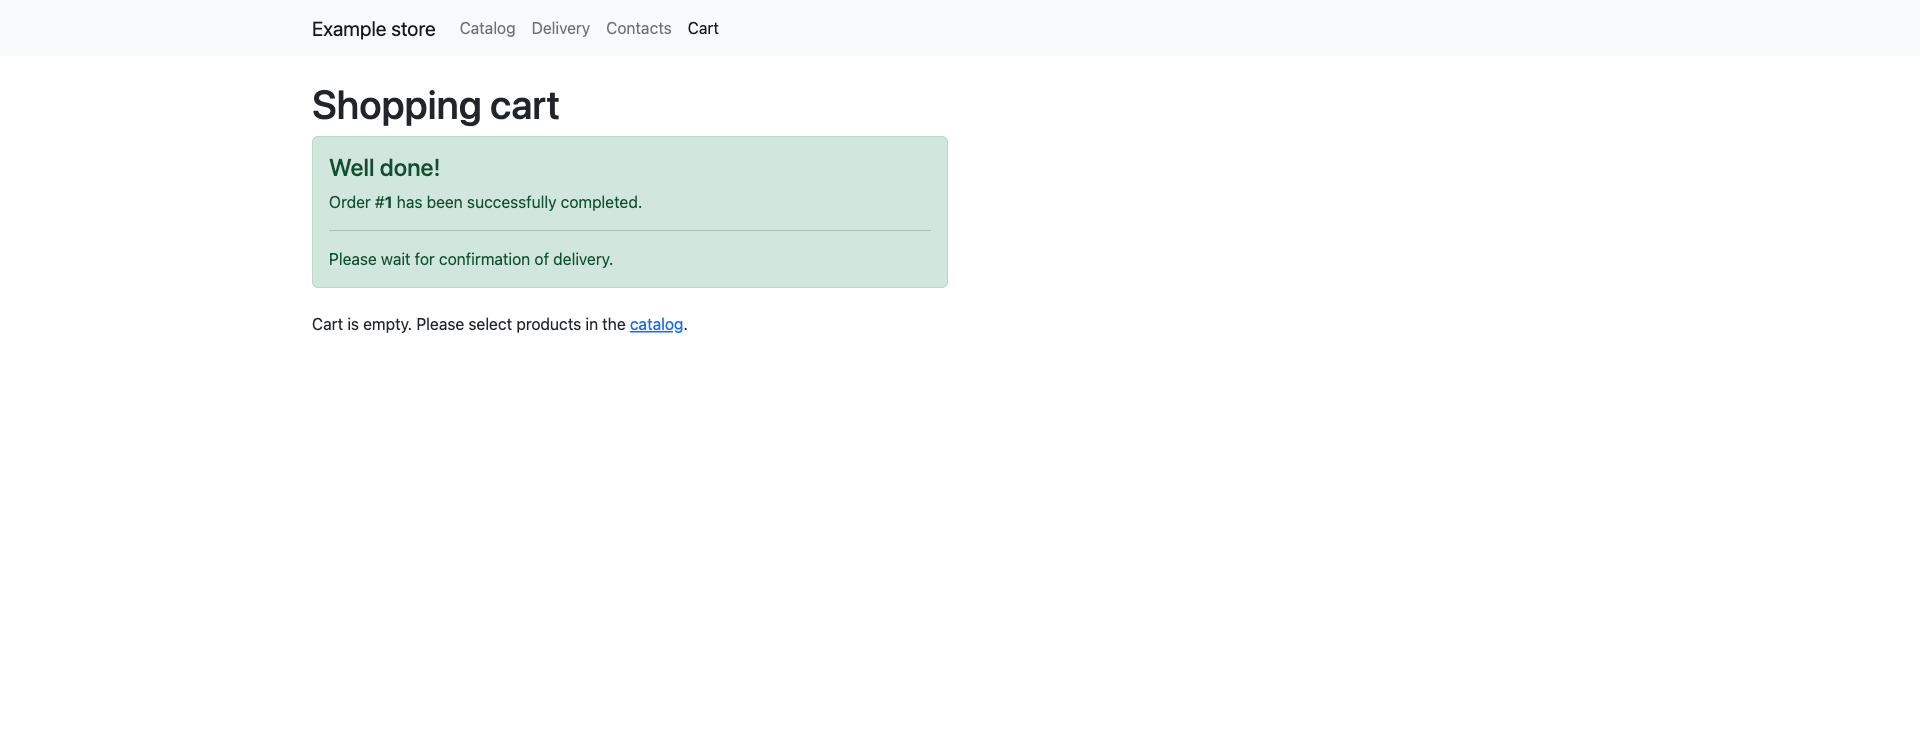 Example store Catalog Delivery Contacts Cart
Shopping cart
Well done!
Order #1 has been successfully completed.
Please wait for confirmation of delivery.
Cart is empty. Please select products in the catalog.